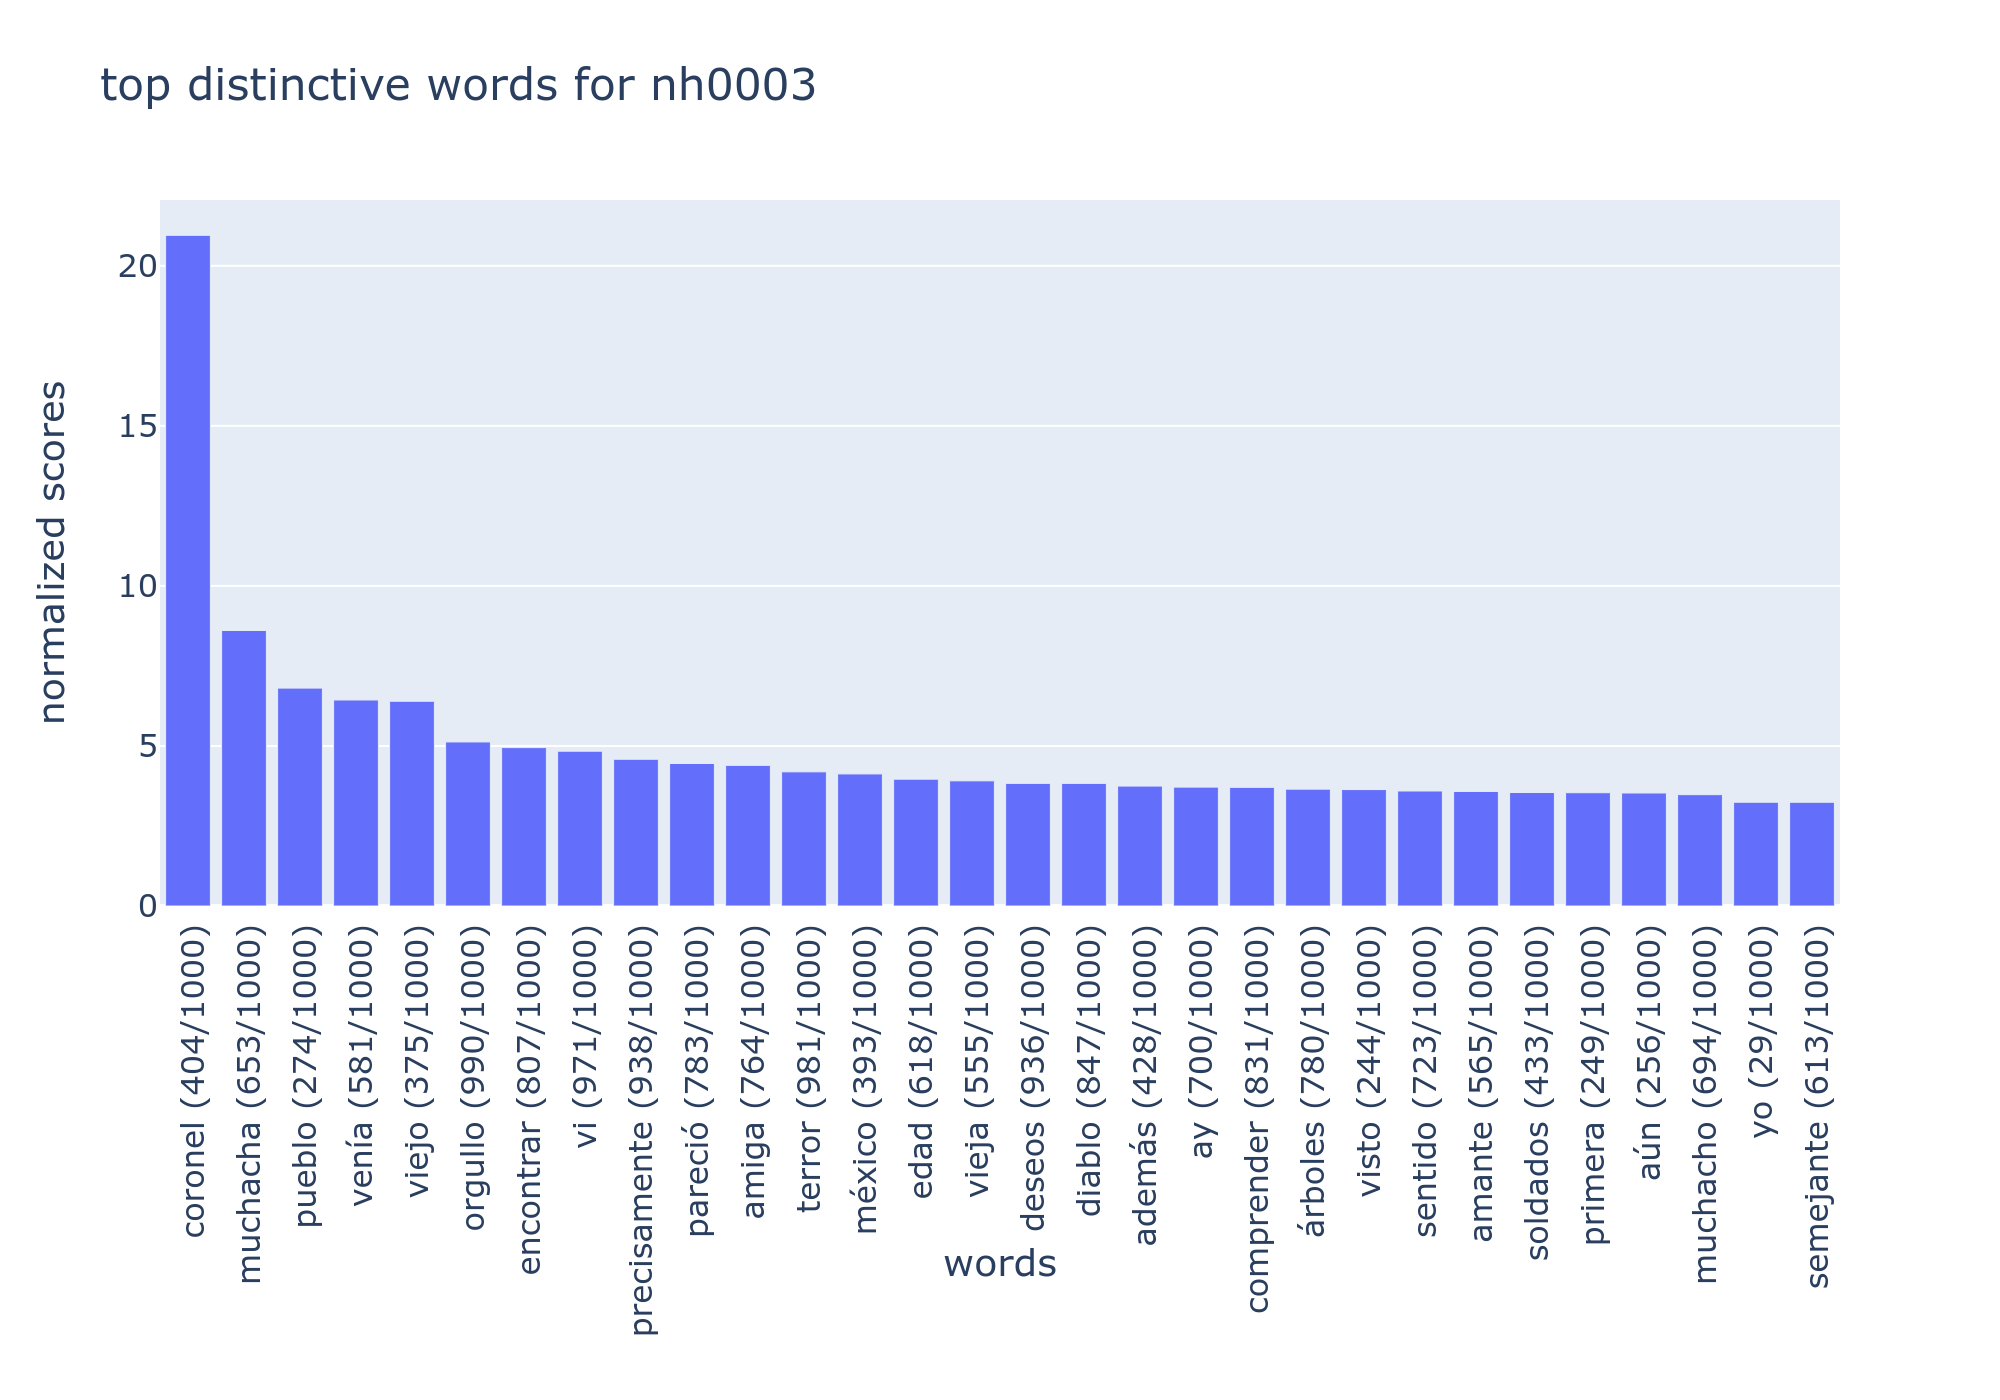 top distinctive words for nh0003
normalized scores
20
15
10
5
0
coronel (404/1000)
muchacha (653/1000)
pueblo (274/1000)
venía (581/1000)
viejo (375/1000)
orgullo (990/1000)
encontrar (807/1000)
vi (971/1000)
precisamente (938/1000)
pareció (783/1000)
amiga (764/1000)
terror (981/1000)
méxico (393/1000)
edad (618/1000)
vieja (555/1000)
deseos (936/1000)
diablo (847/1000)
además (428/1000)
ay (700/1000)
comprender (831/1000)
árboles (780/1000)
visto (244/1000)
sentido (723/1000)
amante (565/1000)
soldados (433/1000)
primera (249/1000)
aún (256/1000)
muchacho (694/1000)
yo (29/1000)
semejante (613/1000)
words